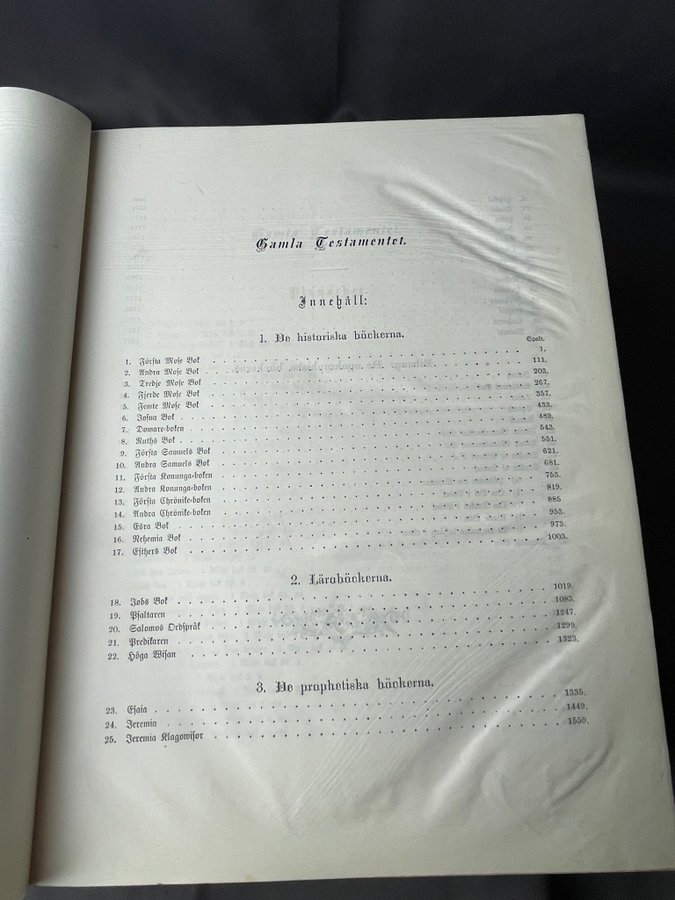 Gamla Testamentet.
Innehåll:
1. De historiska böckerna.
Spalt.
1. Första Mose Bok 1.
2. Andra Mose Bok 111.
3. Tredje Mose Bok 203.
4. Fjerde Mose Bok 267.
5. Femte Mose Bok 357.
6. Josua Bok 433.
7. Domare-boken 489.
8. Ruths Bok 543.
9. Första Samuels Bok 551.
10. Andra Samuels Bok 621.
11. Första Konunga-boken 681.
12. Andra Konunga-boken 753.
13. Första Chrönike-boken 819.
14. Andra Chrönike-boken 885
15. Esra Bok 953.
16. Nehemia Bok 973.
17. Esthers Bok 1003.
2. Läroböckerna.
18. Jobs Bok 1019.
19. Psaltaren 1083.
20. Salomos Ordspråk 1247.
21. Predikaren 1299.
22. Höga Wisan 1323.
3. De prophetiska böckerna.
23. Esaia 1335.
24. Jeremia 1449.
25. Jeremia Klagowisor 1559.